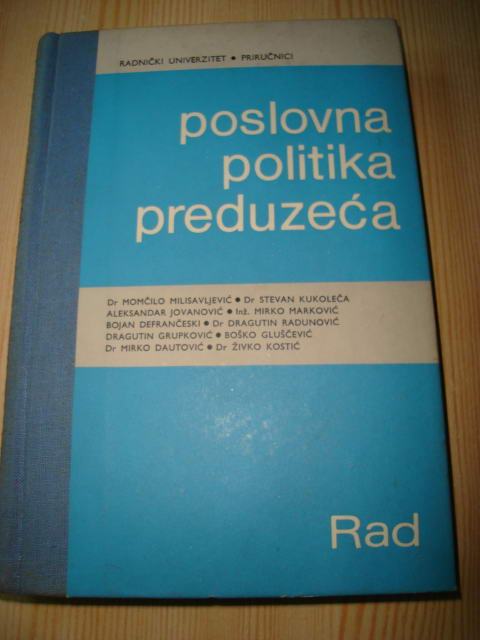 RADNIČKI UNIVERZITET • PRIRUČNICI
poslovna
politika
preduzeća
Dr MOMČILO MILISAVLJEVIĆ • Dr STEVAN KUKOLEČA
ALEKSANDAR JOVANOVIĆ • Inž. MIRKO MARKOVIĆ
BOJAN DEFRANČESKI • Dr DRAGUTIN RADUNOVIĆ
DRAGUTIN GRUPKOVIĆ • BOŠKO GLUŠČEVIĆ
Dr MIRKO DAUTOVIĆ • Dr ŽIVKO KOSTIĆ
Rad